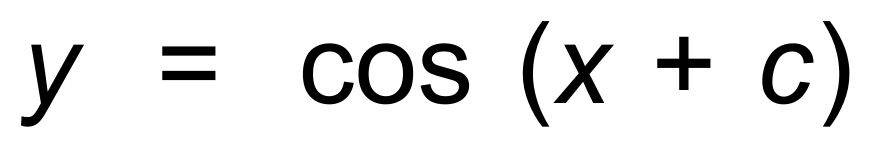 y = cos (x + c)